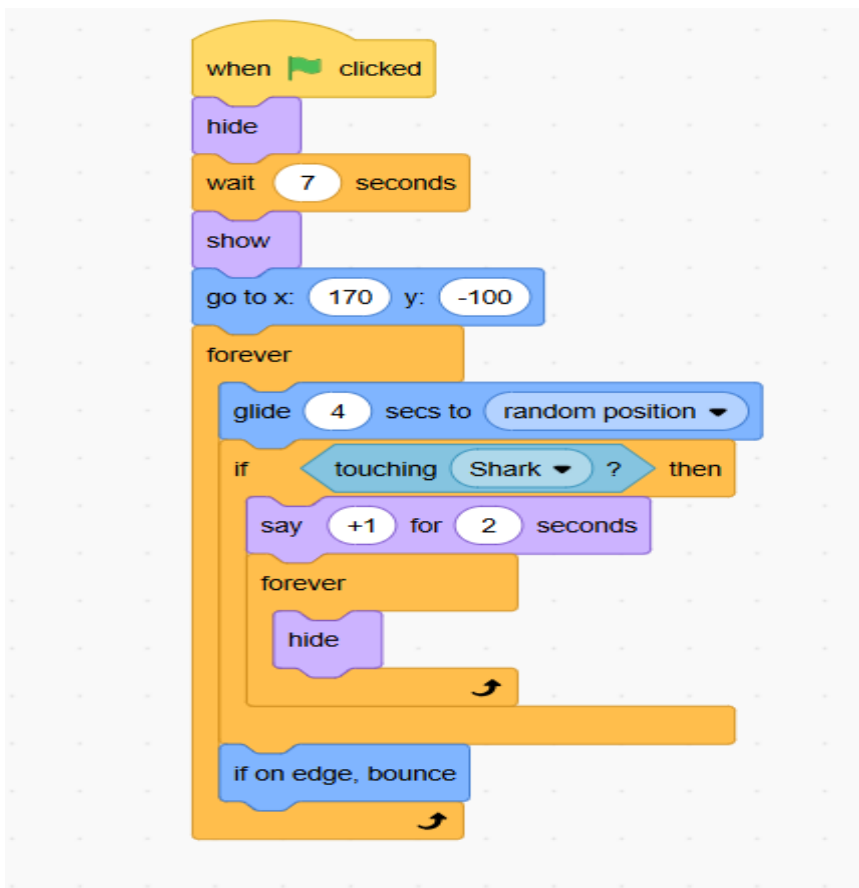 when clicked
hide
wait 7 seconds
show
go to x: 170 y: -100
forever
glide 4 secs to random position
if touching Shark ? then
say +1 for 2 seconds
forever
hide
if on edge, bounce